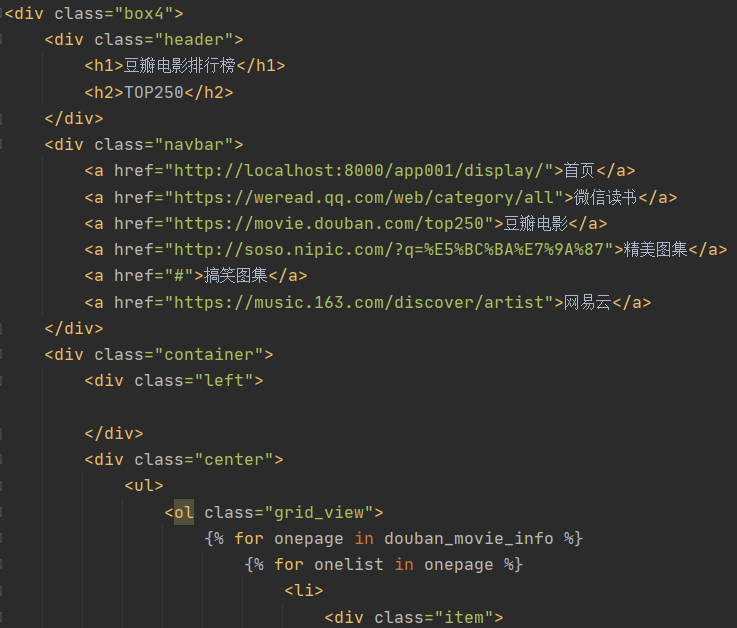 <div class="box4">
<div class="header">
<h1>豆瓣电影排行榜</h1>
<h2>TOP250</h2>
</div>
<div class="navbar">
<a href="http://localhost:8000/app001/display/">首页</a>
<a href="https://weread.qq.com/web/category/all">微信读书</a>
<a href="https://movie.douban.com/top250">豆瓣电影</a>
<a href="http://soso.nipic.com/?q=%E5%BC%BA%E7%9A%87">精美图集</a>
<a href="#">搞笑图集</a>
<a href="https://music.163.com/discover/artist">网易云</a>
</div>
<div class="container">
<div class="left">
</div>
<div class="center">
<ul>
<ol class="grid_view">
{% for onepage in douban_movie_info %}
{% for onelist in onepage %}
<li>
<div class="item">